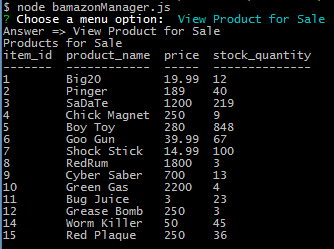 $ node bamazonManager.js
? Choose a menu option:  View Product for Sale
Answer => View Product for Sale
Products for Sale
item_id  product_name  price  stock_quantity
-------  ------------  -----  --------------
1        Big20         19.99  12
2        Pinger        189    40
3        SaDaTe        1200   219
4        Chick Magnet  250    9
5        Boy Toy       280    848
6        Goo Gun       39.99  67
7        Shock Stick   14.99  100
8        RedRum        1800   3
9        Cyber Saber   700    13
10       Green Gas     2200   4
11       Bug Juice     3      23
12       Grease Bomb   250    3
14       Worm Killer   50     45
15       Red Plaque    250    36